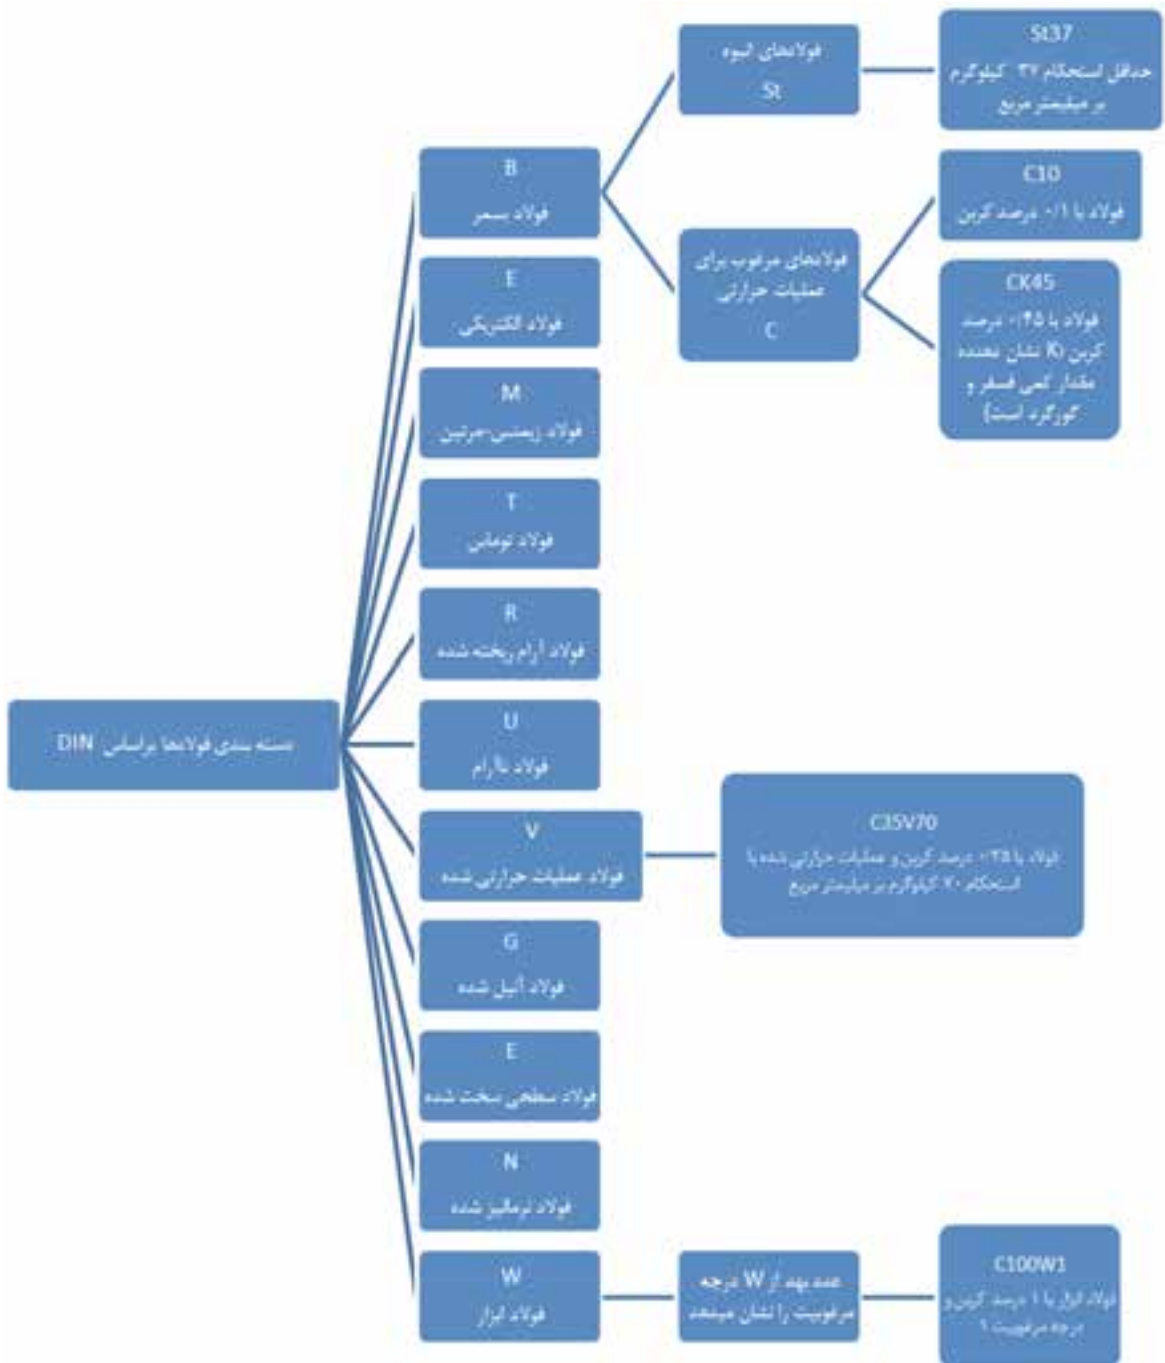 دسته بندی فولادها براساس DIN
B
فولاد بسمر
فولادهای انبوه
St
St37
حداقل استحکام ۳۷ کیلوگرم
بر میلیمتر مربع
فولادهای مرغوب برای
عملیات حرارتی
C
C10
فولاد با ۰/۱ درصد کربن
CK45
فولاد با ۰/۴۵ درصد
کربن (K نشان دهنده
مقدار کمی فسفر و
گوگرد است)
E
فولاد الکتریکی
M
فولاد زیمنس-مرتین
T
فولاد توماس
R
فولاد آرام ریخته شده
U
فولاد ناآرام
V
فولاد عملیات حرارتی شده
C35V70
فولاد با ۰/۳۵ درصد کربن و عملیات حرارتی شده با
استحکام ۷۰ کیلوگرم بر میلیمتر مربع
G
فولاد آنیل شده
E
فولاد سطحی سخت شده
N
فولاد نرمالیز شده
W
فولاد ابزار
عدد بعد از W درجه
مرغوبیت را نشان میدهد
C100W1
فولاد ابزار با ۱ درصد کربن و
درجه مرغوبیت ۱